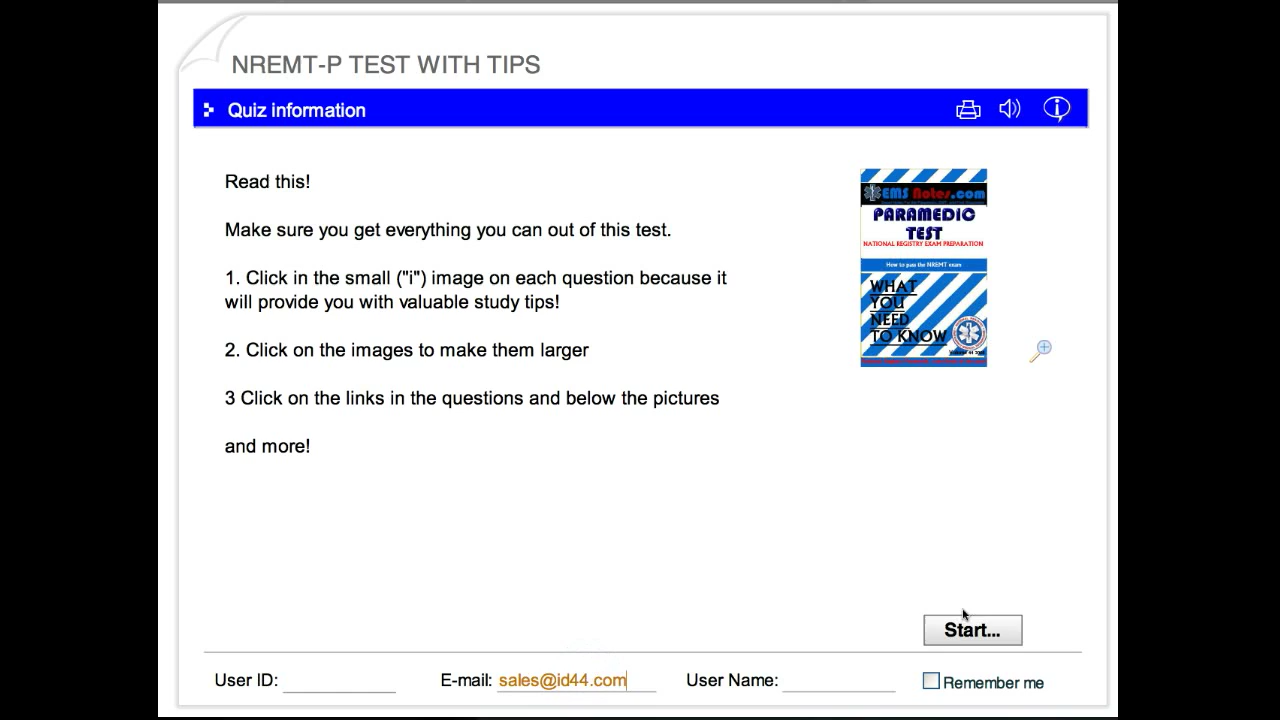 NREMT-P TEST WITH TIPS
Quiz information
Read this!
Make sure you get everything you can out of this test.
1. Click in the small ("i") image on each question because it
will provide you with valuable study tips!
2. Click on the images to make them larger
3 Click on the links in the questions and below the pictures
and more!
EMS Notes.com
PARAMEDIC
TEST
NATIONAL REGISTRY EXAM PREPARATION
How to pass the NREMT exam
WHAT
YOU
NEED
TO KNOW
Start...
User ID:
E-mail: sales@id44.com
User Name:
Remember me